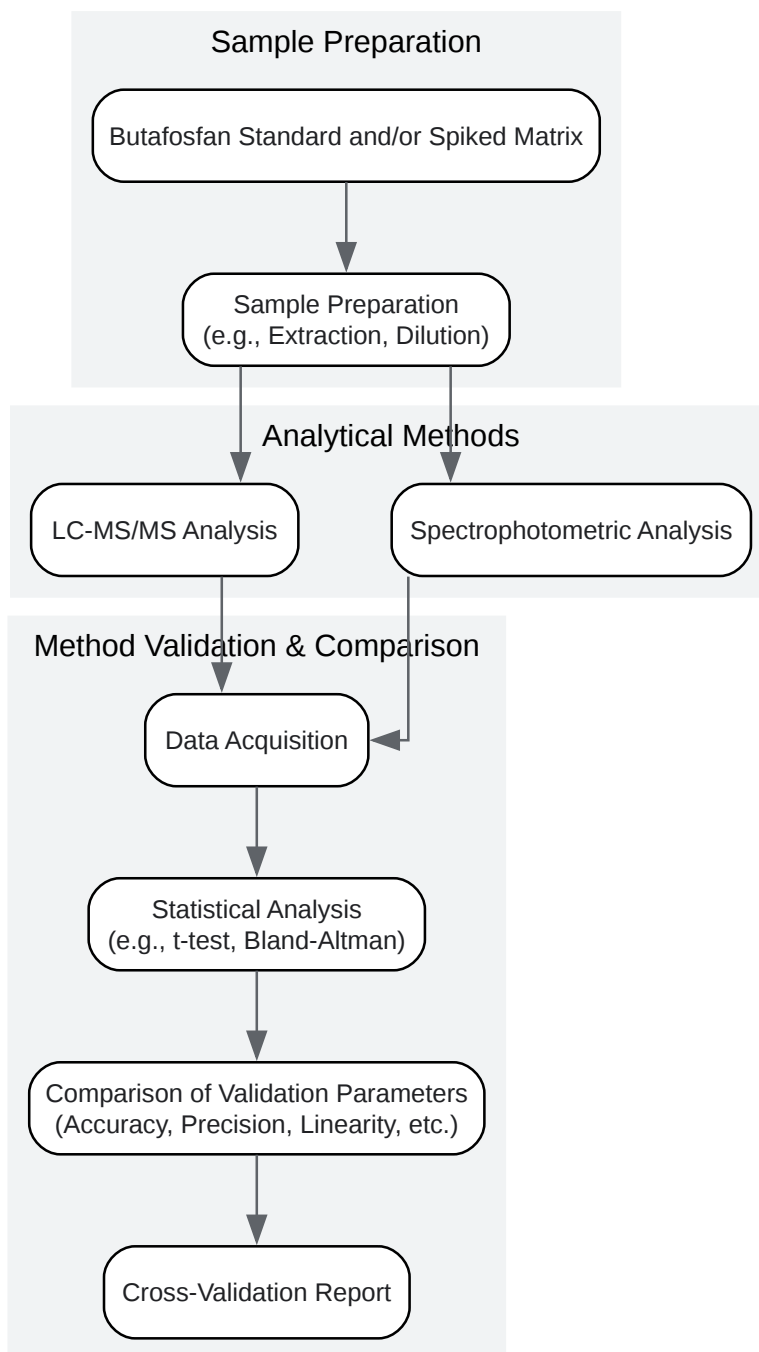 Sample Preparation
Butafosfan Standard and/or Spiked Matrix
Sample Preparation
(e.g., Extraction, Dilution)
Analytical Methods
LC-MS/MS Analysis
Spectrophotometric Analysis
Method Validation & Comparison
Data Acquisition
Statistical Analysis
(e.g., t-test, Bland-Altman)
Comparison of Validation Parameters
(Accuracy, Precision, Linearity, etc.)
Cross-Validation Report